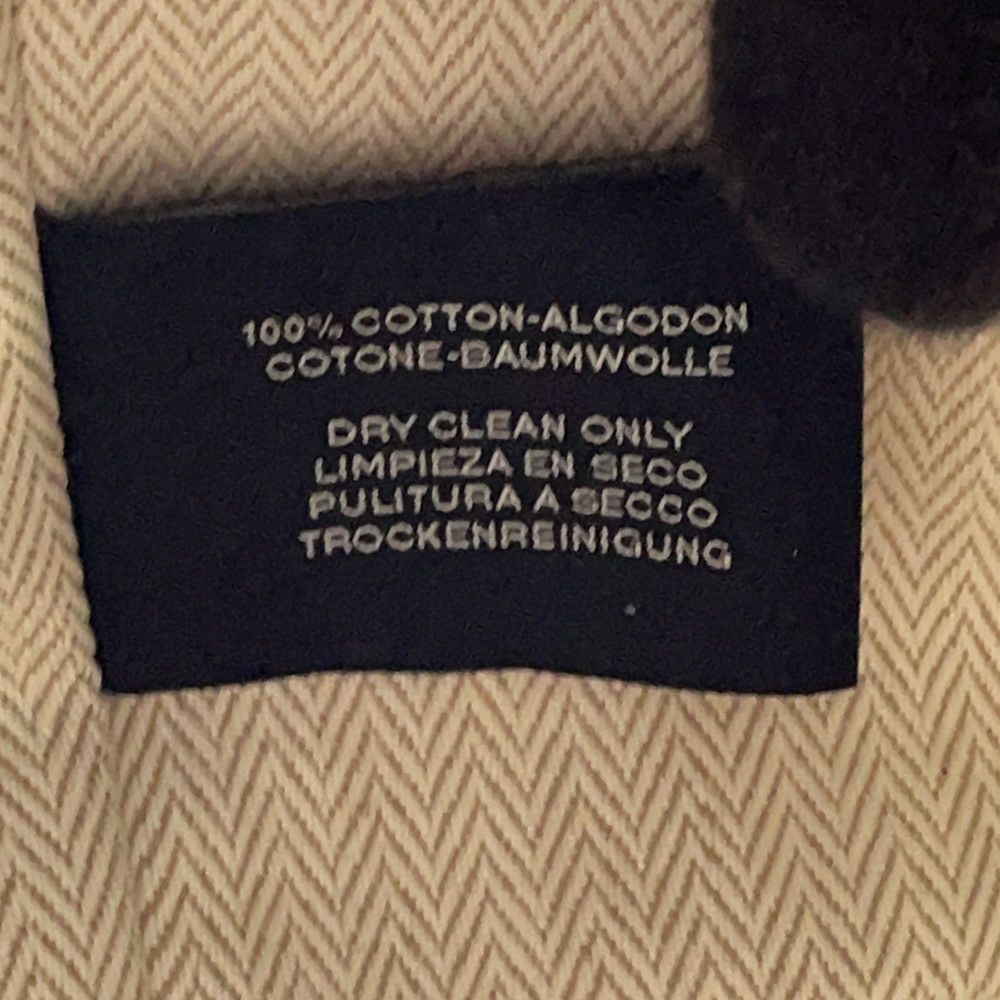 100% COTTON-ALGODON
COTONE-BAUMWOLLE
DRY CLEAN ONLY
LIMPIEZA EN SECO
PULITURA A SECCO
TROCKENREINIGUNG